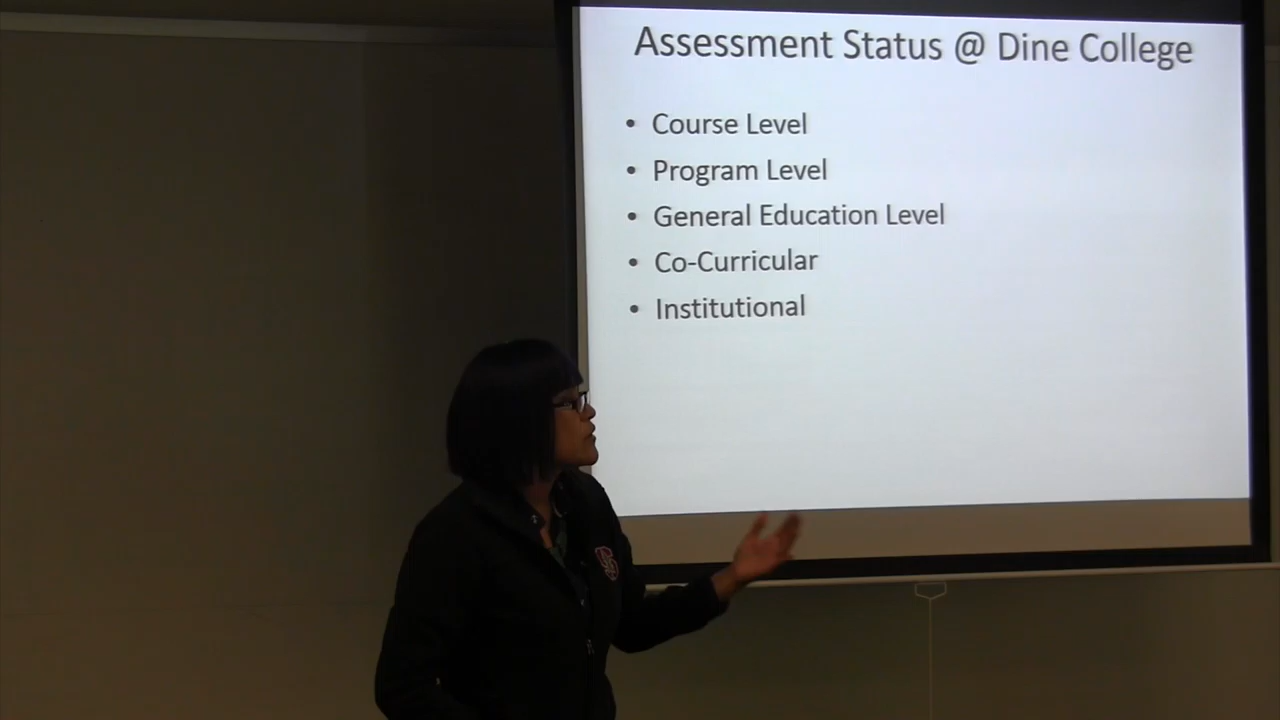 Assessment Status @ Dine College
• Course Level
• Program Level
• General Education Level
• Co-Curricular
• Institutional